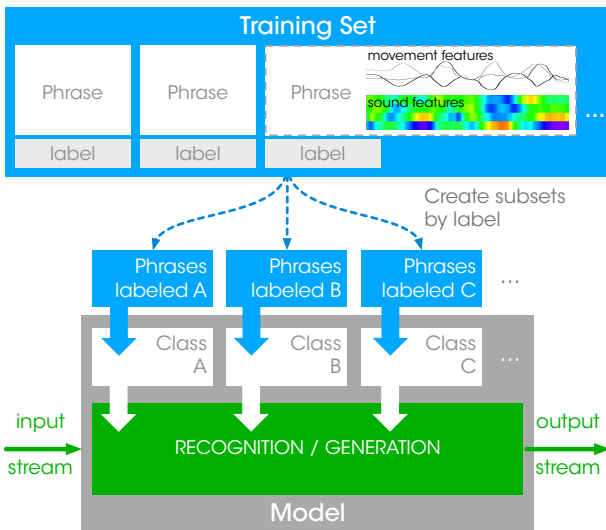 Training Set
Phrase
Phrase
Phrase
movement features
sound features
...
label
label
label
Create subsets
by label
Phrases
labeled A
Phrases
labeled B
Phrases
labeled C
...
Class
A
Class
B
Class
C
...
input
stream
RECOGNITION / GENERATION
output
stream
Model